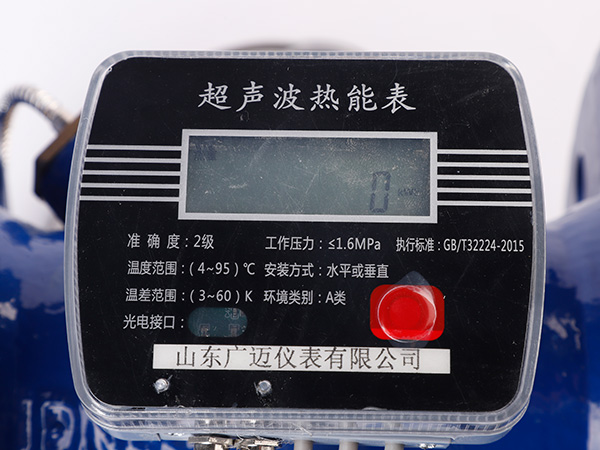 超声波热能表
0 kW·h
准 确 度：2级 工作压力：≤1.6MPa 执行标准：GB/T32224-2015
温度范围：(4~95)℃ 安装方式：水平或垂直
温差范围：(3~60)K 环境类别：A类
光电接口：
山东广迈仪表有限公司